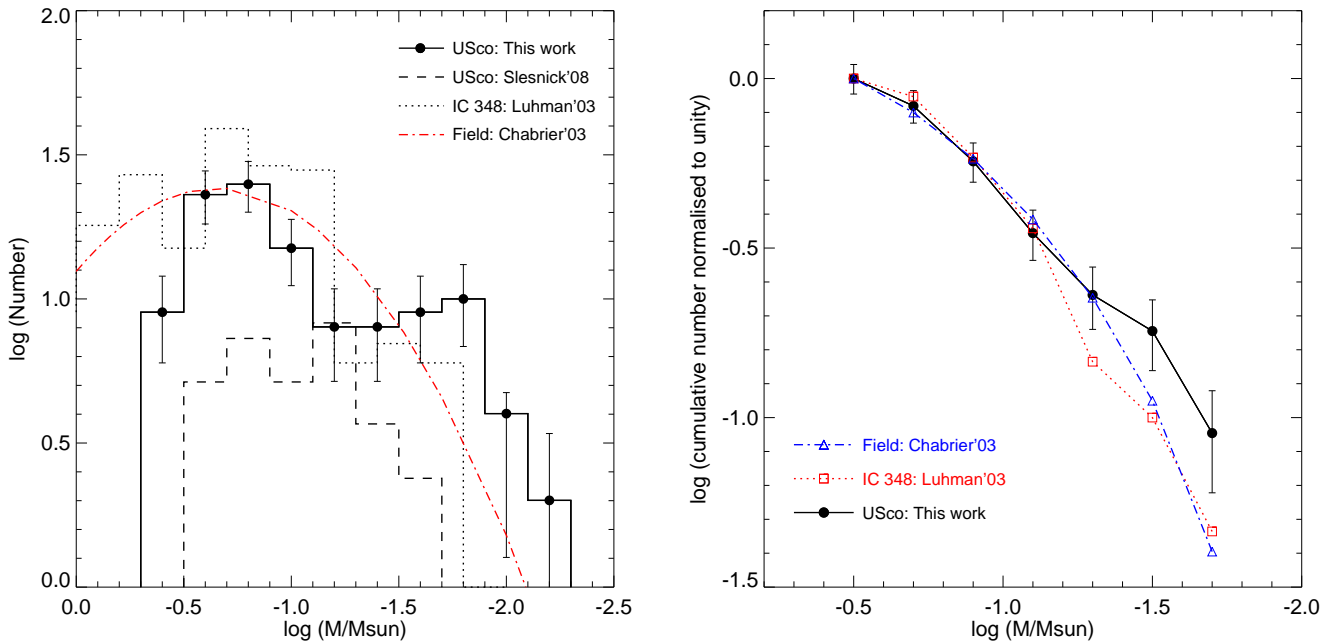 2.0
1.5
1.0
0.5
0.0
log (Number)
USco: This work
USco: Slesnick'08
IC 348: Luhman'03
Field: Chabrier'03
0.0 -0.5 -1.0 -1.5 -2.0 -2.5
log (M/Msun)
0.0
-0.5
-1.0
-1.5
log (cumulative number normalised to unity)
Field: Chabrier'03
IC 348: Luhman'03
USco: This work
-0.5 -1.0 -1.5 -2.0
log (M/Msun)